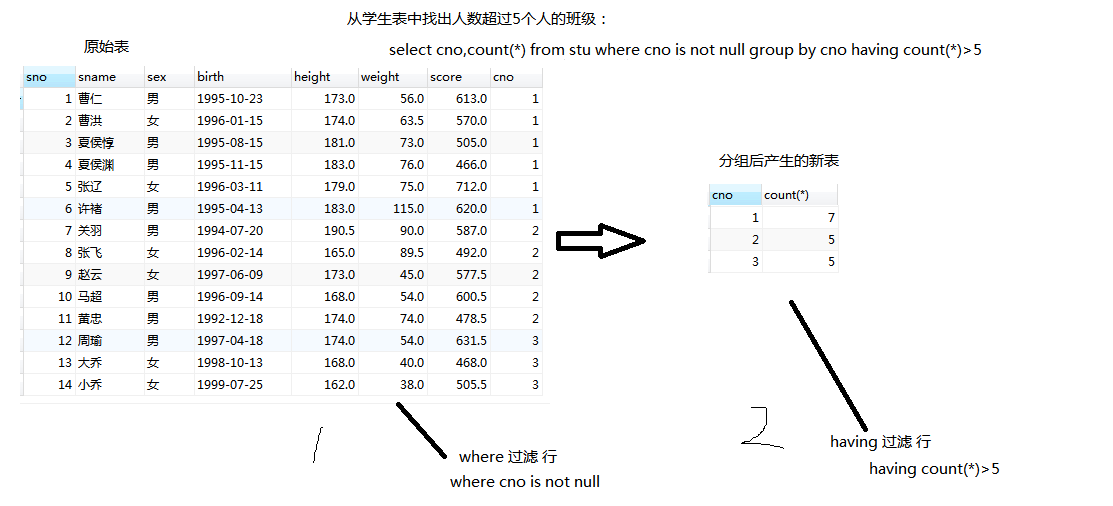 从学生表中找出人数超过5个人的班级：
原始表
select cno,count(*) from stu where cno is not null group by cno having count(*)>5
sno sname sex birth height weight score cno
1 曹仁 男 1995-10-23 173.0 56.0 613.0 1
2 曹洪 女 1996-01-15 174.0 63.5 570.0 1
3 夏侯惇 男 1995-08-15 181.0 73.0 505.0 1
4 夏侯渊 男 1995-11-15 183.0 76.0 466.0 1
5 张辽 女 1996-03-11 179.0 75.0 712.0 1
6 许褚 男 1995-04-13 183.0 115.0 620.0 1
7 关羽 男 1994-07-20 190.5 90.0 587.0 2
8 张飞 女 1996-02-14 165.0 89.5 492.0 2
9 赵云 女 1997-06-09 173.0 45.0 577.5 2
10 马超 男 1996-09-14 168.0 54.0 600.5 2
11 黄忠 男 1992-12-18 174.0 74.0 478.5 2
12 周瑜 男 1997-04-18 174.0 54.0 631.5 3
13 大乔 女 1998-10-13 168.0 40.0 468.0 3
14 小乔 女 1999-07-25 162.0 38.0 505.5 3
分组后产生的新表
cno count(*)
1 7
2 5
3 5
1
where 过滤 行
where cno is not null
2
having 过滤 行
having count(*)>5